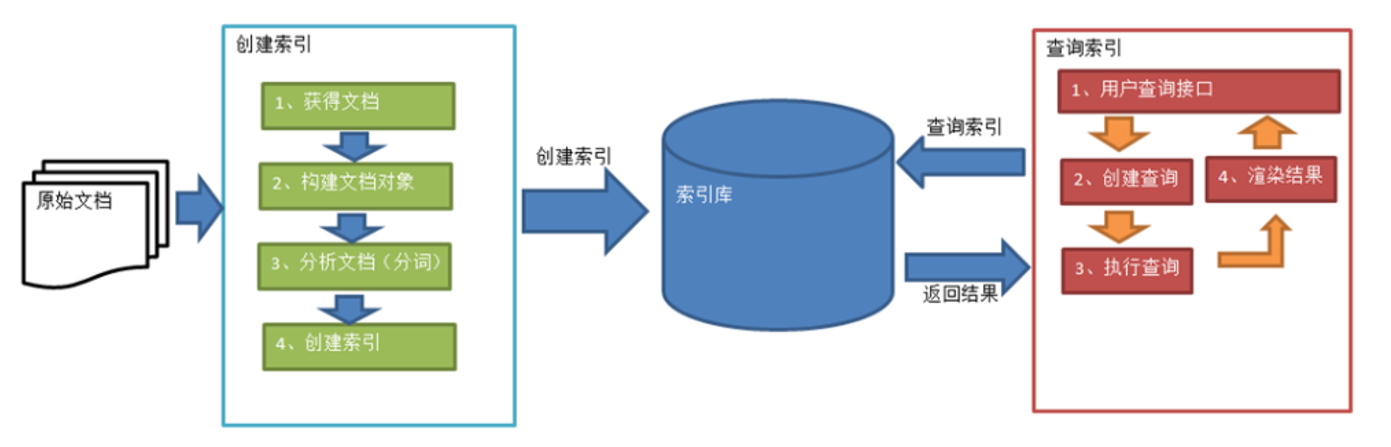 原始文档
创建索引
1、获得文档
2、构建文档对象
3、分析文档（分词）
4、创建索引
创建索引
索引库
查询索引
返回结果
查询索引
1、用户查询接口
2、创建查询
4、渲染结果
3、执行查询